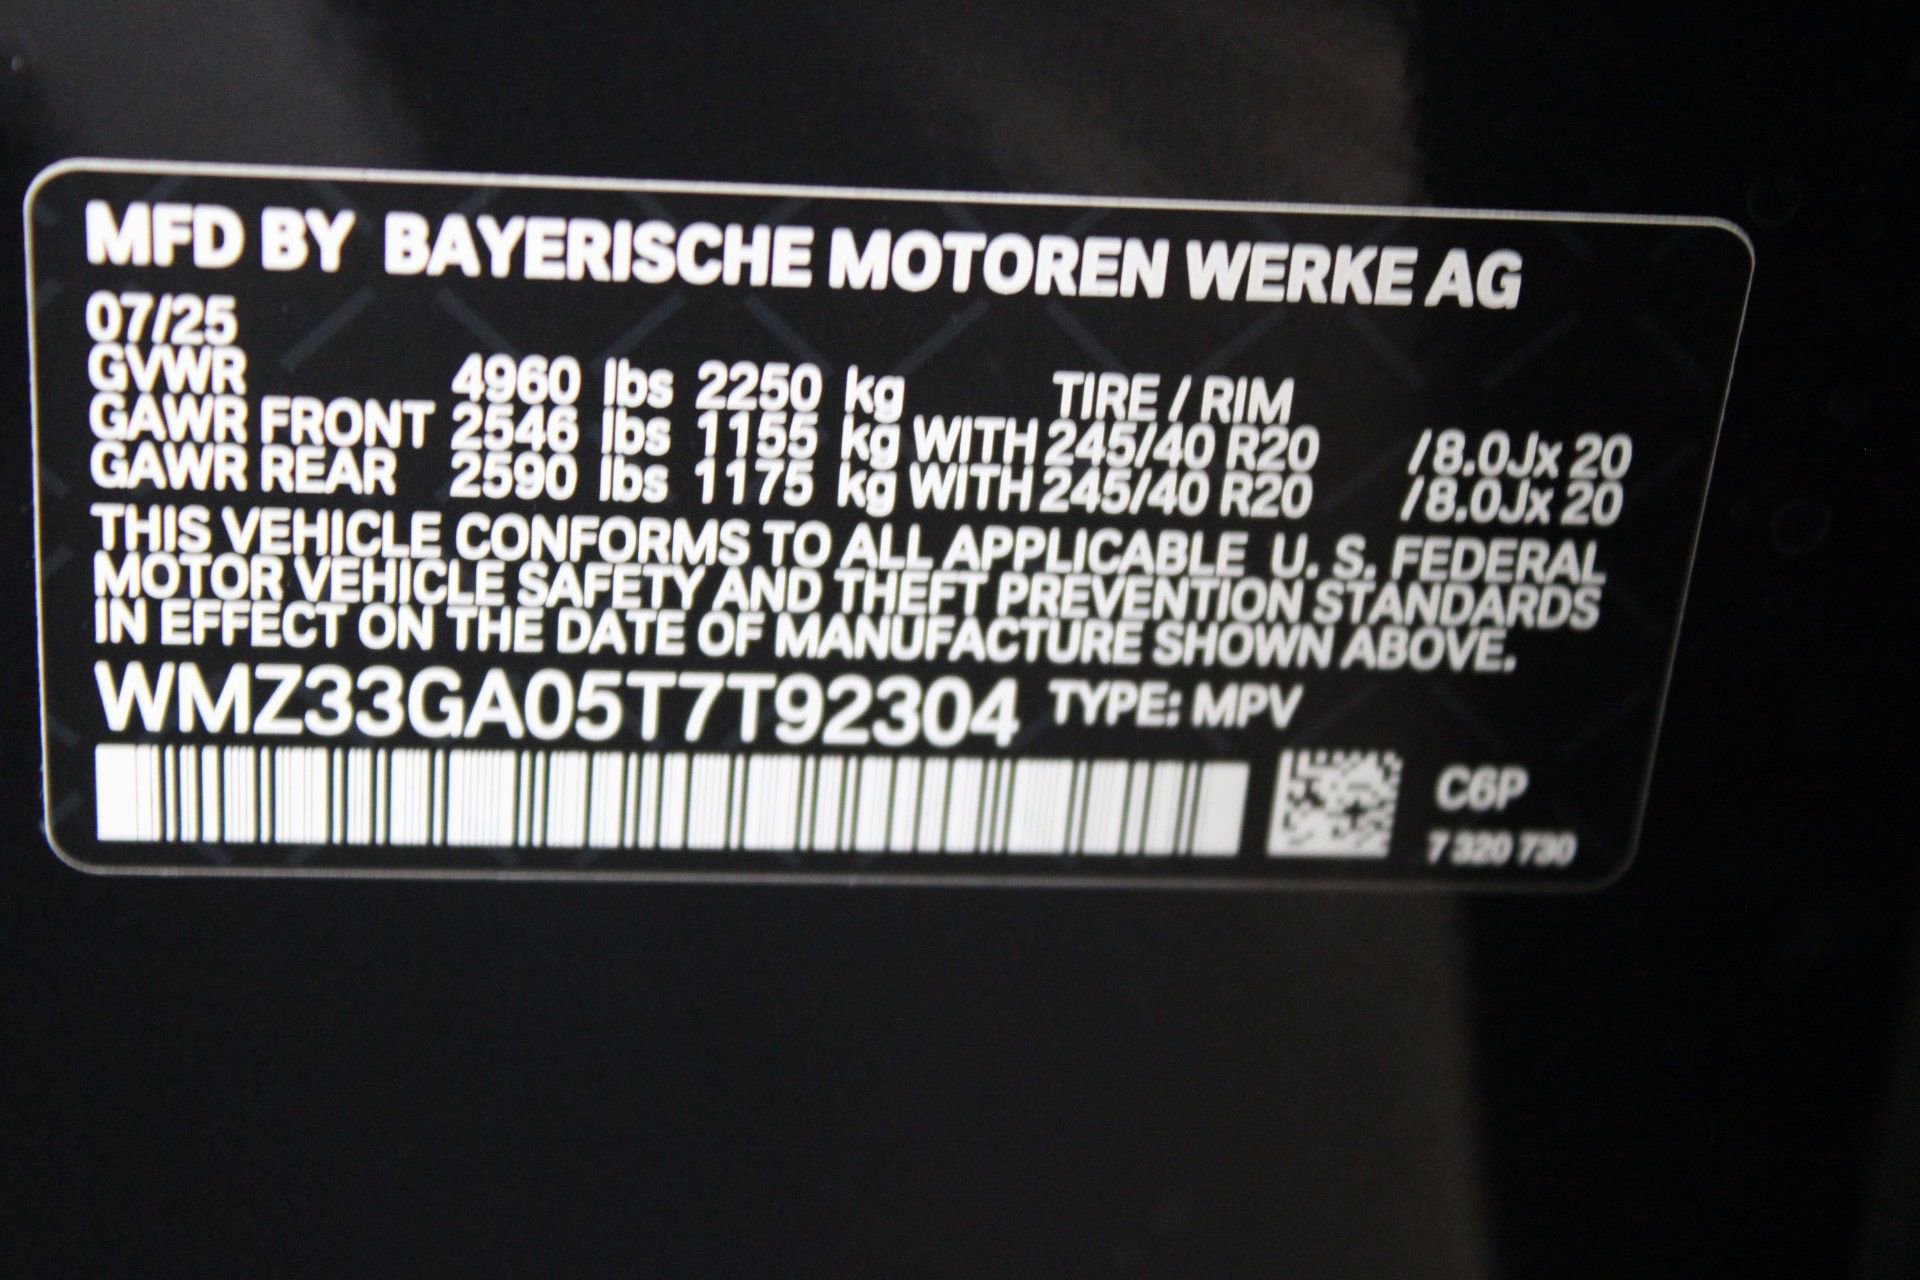 MFD BY BAYERISCHE MOTOREN WERKE AG
07/25
GVWR 4960 lbs 2250 kg TIRE / RIM
GAWR FRONT 2546 lbs 1155 kg WITH 245/40 R20 /8.0Jx 20
GAWR REAR 2590 lbs 1175 kg WITH 245/40 R20 /8.0Jx 20
THIS VEHICLE CONFORMS TO ALL APPLICABLE U. S. FEDERAL
MOTOR VEHICLE SAFETY AND THEFT PREVENTION STANDARDS
IN EFFECT ON THE DATE OF MANUFACTURE SHOWN ABOVE.
WMZ33GA05T7T92304 TYPE: MPV
C6P
7 320 730